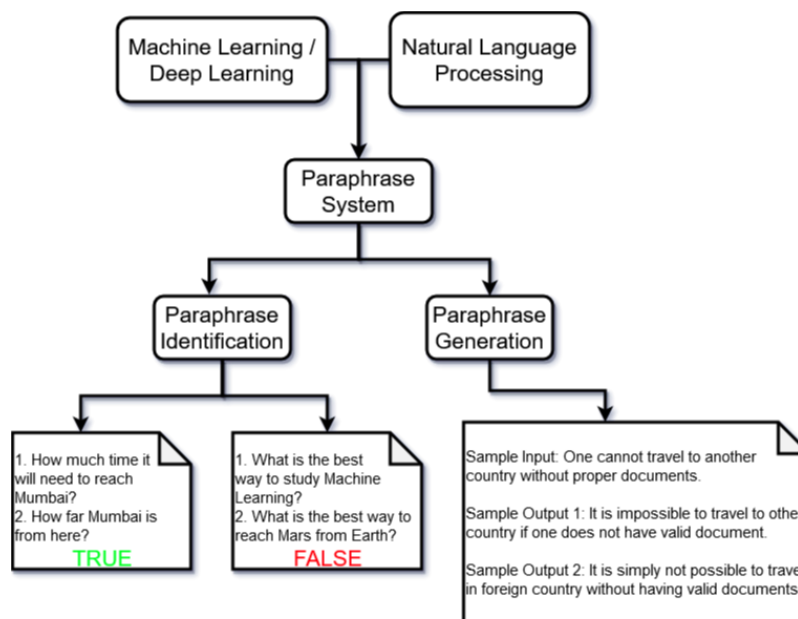 Machine Learning /
Deep Learning
Natural Language
Processing
Paraphrase
System
Paraphrase
Identification
Paraphrase
Generation
1. How much time it
will need to reach
Mumbai?
2. How far Mumbai is
from here?
TRUE
1. What is the best
way to study Machine
Learning?
2. What is the best way to
reach Mars from Earth?
FALSE
Sample Input: One cannot travel to another
country without proper documents.
Sample Output 1: It is impossible to travel to othe
country if one does not have valid document.
Sample Output 2: It is simply not possible to trave
in foreign country without having valid documents